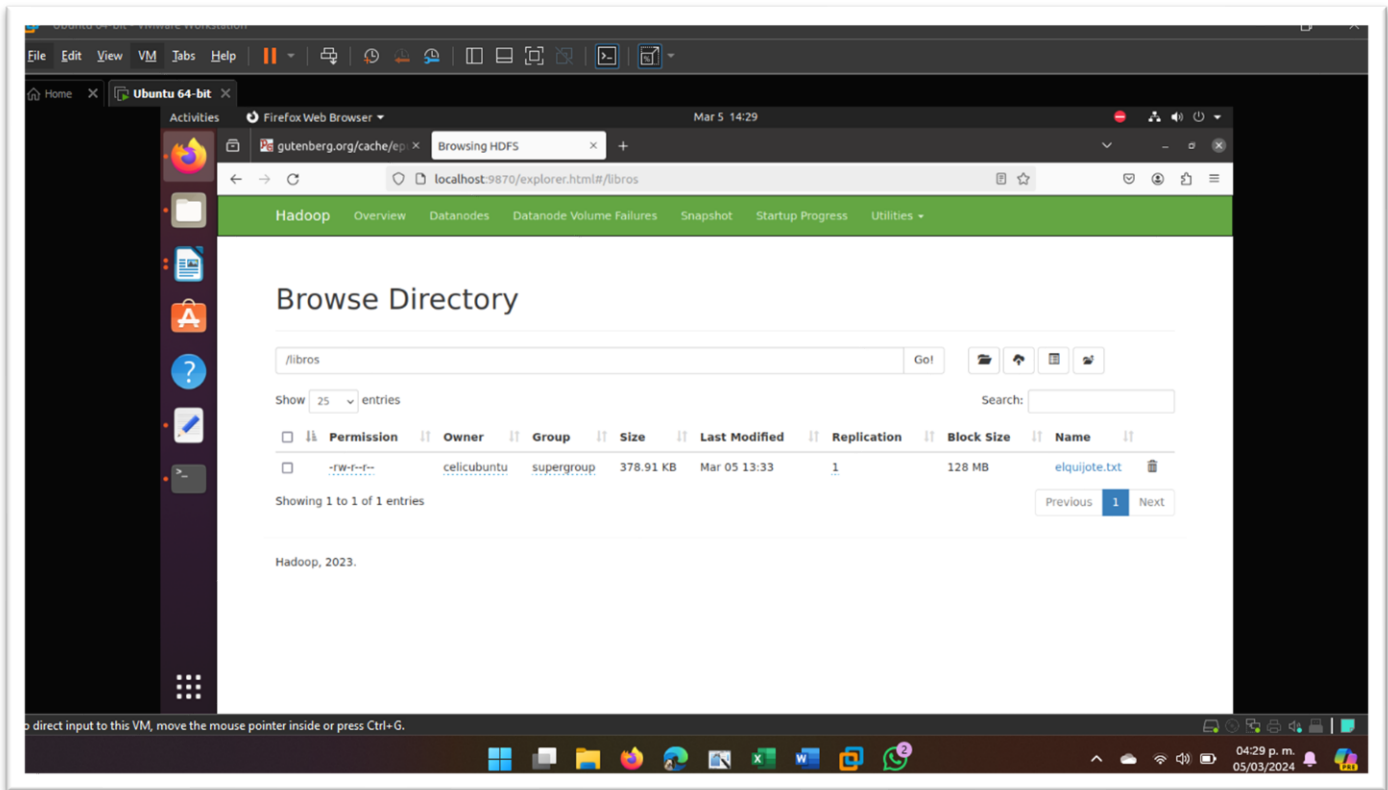 Ubuntu 64-bit - VMware Workstation
File Edit View VM Tabs Help
Home Ubuntu 64-bit
Activities Firefox Web Browser Mar 5 14:29
gutenberg.org/cache/ep Browsing HDFS
localhost:9870/explorer.html#/libros
Hadoop Overview Datanodes Datanode Volume Failures Snapshot Startup Progress Utilities
Browse Directory
/libros Go!
Show 25 entries Search:
Permission Owner Group Size Last Modified Replication Block Size Name
-rw-r--r-- celicubuntu supergroup 378.91 KB Mar 05 13:33 1 128 MB elquijote.txt
Showing 1 to 1 of 1 entries Previous 1 Next
Hadoop, 2023.
o direct input to this VM, move the mouse pointer inside or press Ctrl+G.
2
04:29 p. m.
05/03/2024
PRE